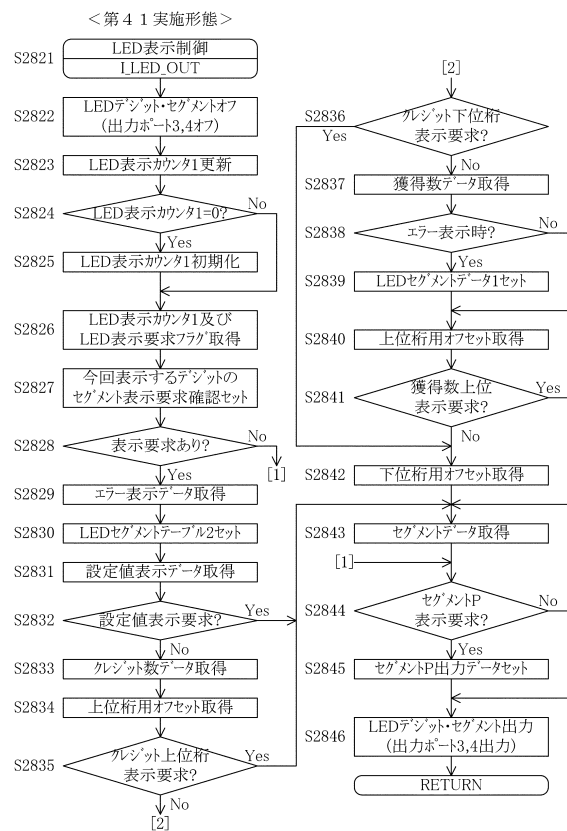 <第41実施形態>
S2821
LED表示制御
I_LED_OUT
S2822
LEDﾃﾞｼﾞｯﾄ・ｾｸﾞﾒﾝﾄオフ
(出力ポート3,4オフ)
S2823
LED表示ｶｳﾝﾀ1更新
S2824
LED表示ｶｳﾝﾀ1=0?
No
Yes
S2825
LED表示ｶｳﾝﾀ1初期化
S2826
LED表示ｶｳﾝﾀ1及び
LED表示要求ﾌﾗｸﾞ取得
S2827
今回表示するデジットの
セグメント表示要求確認セット
S2828
表示要求あり?
No
[1]
Yes
S2829
ｴﾗｰ表示ﾃﾞｰﾀ取得
S2830
LEDｾｸﾞﾒﾝﾄﾃｰﾌﾞﾙ2セット
S2831
設定値表示ﾃﾞｰﾀ取得
S2832
設定値表示要求?
Yes
No
S2833
ｸﾚｼﾞｯﾄ数ﾃﾞｰﾀ取得
S2834
上位桁用ｵﾌｾｯﾄ取得
S2835
ｸﾚｼﾞｯﾄ上位桁
表示要求?
Yes
No
[2]
[2]
S2836
ｸﾚｼﾞｯﾄ下位桁
表示要求?
Yes
No
S2837
獲得数ﾃﾞｰﾀ取得
S2838
ｴﾗｰ表示時?
No
Yes
S2839
LEDｾｸﾞﾒﾝﾄﾃﾞｰﾀ1セット
S2840
上位桁用ｵﾌｾｯﾄ取得
S2841
獲得数上位
表示要求?
Yes
No
S2842
下位桁用ｵﾌｾｯﾄ取得
S2843
ｾｸﾞﾒﾝﾄﾃﾞｰﾀ取得
[1]
S2844
ｾｸﾞﾒﾝﾄP
表示要求?
No
Yes
S2845
ｾｸﾞﾒﾝﾄP出力ﾃﾞｰﾀセット
S2846
LEDﾃﾞｼﾞｯﾄ・ｾｸﾞﾒﾝﾄ出力
(出力ポート3,4出力)
RETURN